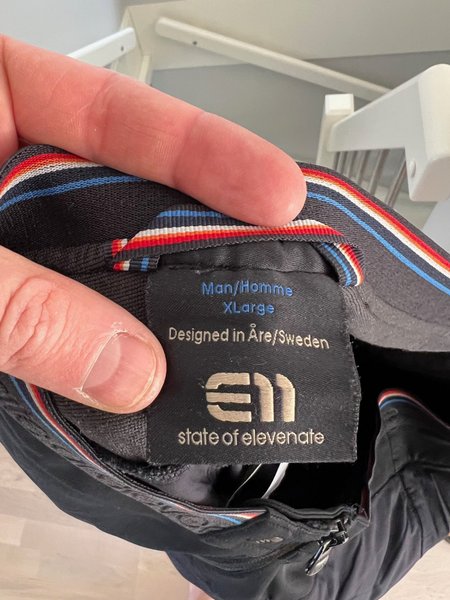 Man/Homme
XLarge
Designed in Åre/Sweden
E11
state of elevenate